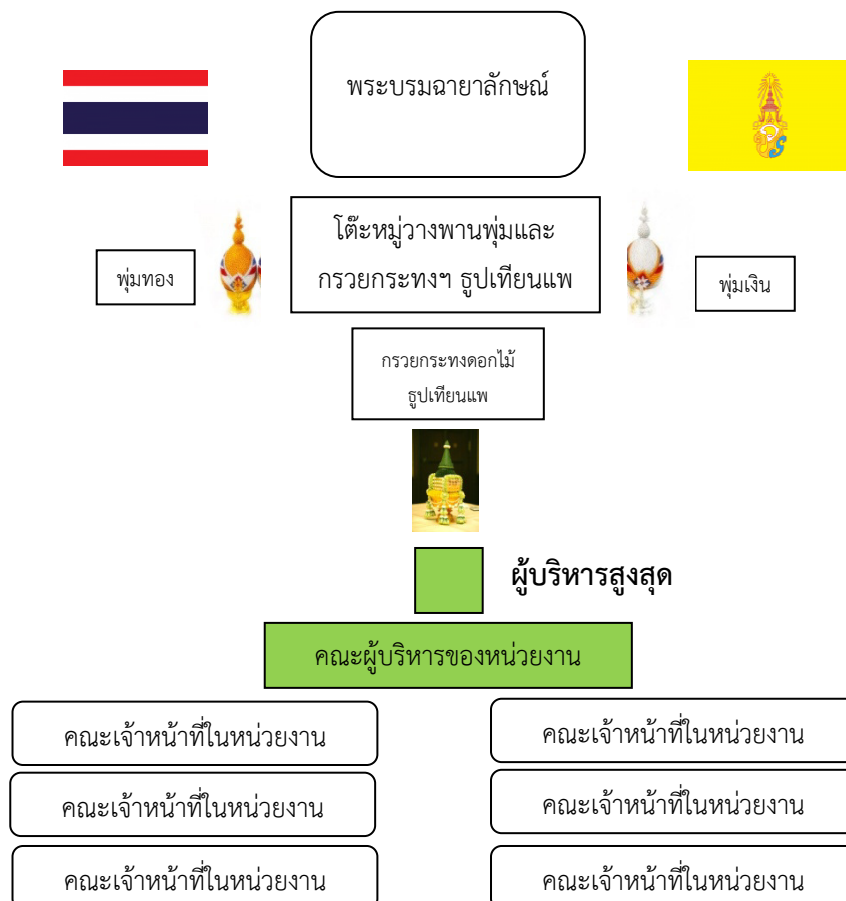 พระบรมฉายาลักษณ์
โต๊ะหมู่วางพานพุ่มและ
กรวยกระทงฯ ธูปเทียนแพ
พุ่มทอง
พุ่มเงิน
กรวยกระทงดอกไม้
ธูปเทียนแพ
ผู้บริหารสูงสุด
คณะผู้บริหารของหน่วยงาน
คณะเจ้าหน้าที่ในหน่วยงาน
คณะเจ้าหน้าที่ในหน่วยงาน
คณะเจ้าหน้าที่ในหน่วยงาน
คณะเจ้าหน้าที่ในหน่วยงาน
คณะเจ้าหน้าที่ในหน่วยงาน
คณะเจ้าหน้าที่ในหน่วยงาน